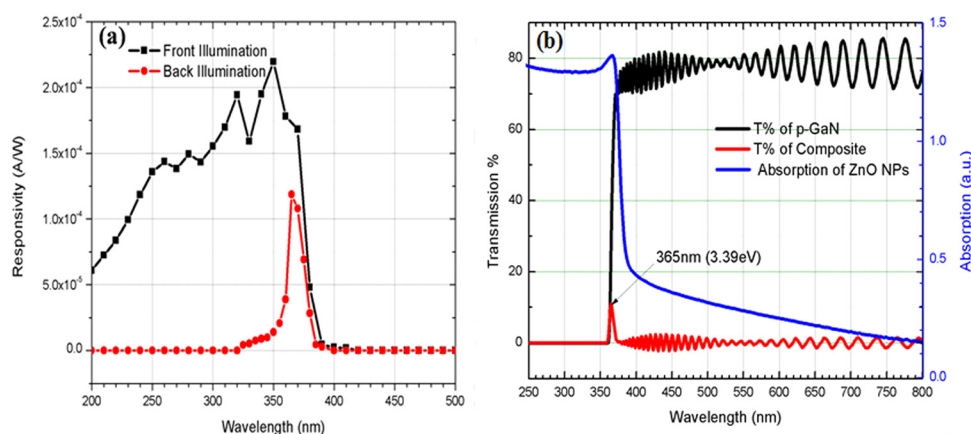 (a)
Front Illumination
Back Illumination
2.5x10⁻⁴
2.0x10⁻⁴
1.5x10⁻⁴
1.0x10⁻⁴
5.0x10⁻⁵
0.0
Responsivity (A/W)
200 250 300 350 400 450 500
Wavelength (nm)
(b)
T% of p-GaN
T% of Composite
Absorption of ZnO NPs
365nm (3.39eV)
80
60
40
20
0
Transmission %
1.5
1.0
0.5
0.0
Absorption (a.u.)
250 300 350 400 450 500 550 600 650 700 750 800
Wavelength (nm)